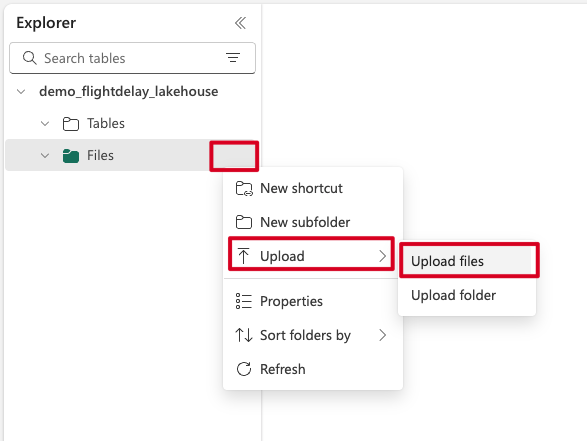 Explorer
Search tables
demo_flightdelay_lakehouse
Tables
Files
New shortcut
New subfolder
Upload
Upload files
Upload folder
Properties
Sort folders by
Refresh